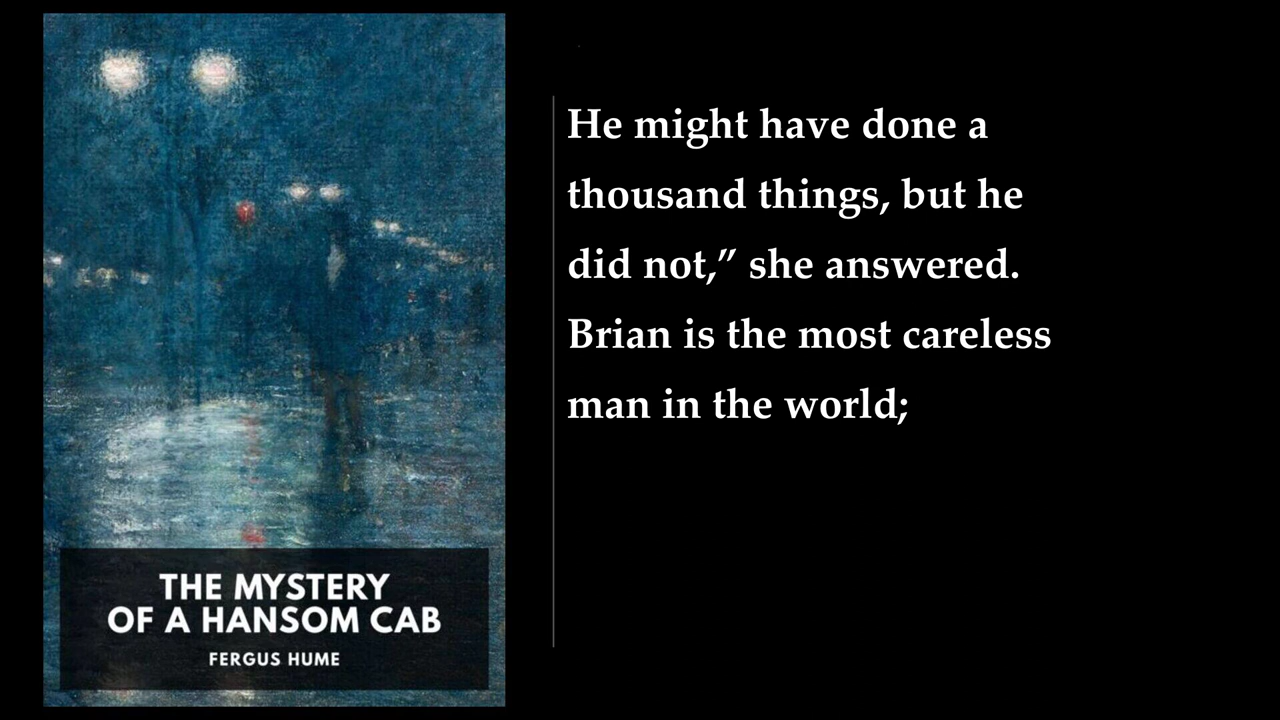 He might have done a
thousand things, but he
did not,” she answered.
Brian is the most careless
man in the world;
THE MYSTERY
OF A HANSOM CAB
FERGUS HUME